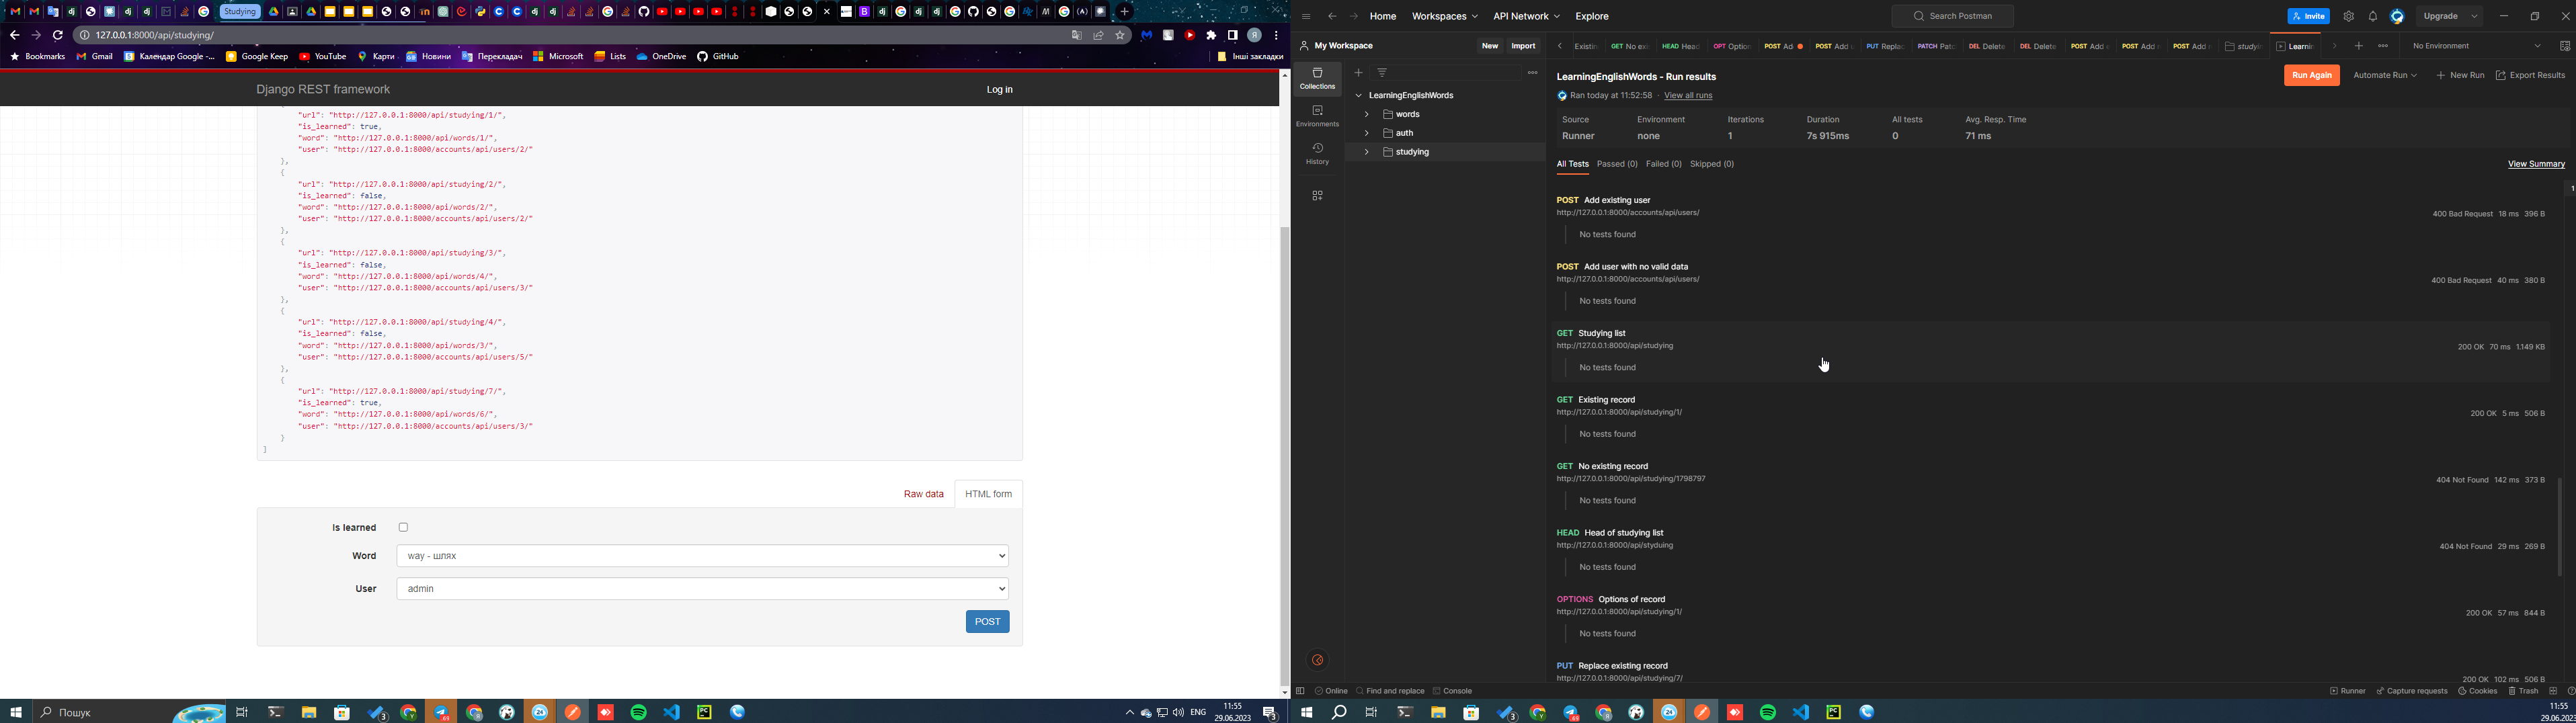 Studying
127.0.0.1:8000/api/studying/
Bookmarks
Gmail
Календар Google -...
Google Keep
YouTube
Карти
Новини
Перекладач
Microsoft
Lists
OneDrive
GitHub
Інші закладки
Django REST framework
Log in
"url": "http://127.0.0.1:8000/api/studying/1/",
"is_learned": true,
"word": "http://127.0.0.1:8000/api/words/1/",
"user": "http://127.0.0.1:8000/accounts/api/users/2/"
},
{
"url": "http://127.0.0.1:8000/api/studying/2/",
"is_learned": false,
"word": "http://127.0.0.1:8000/api/words/2/",
"user": "http://127.0.0.1:8000/accounts/api/users/2/"
},
{
"url": "http://127.0.0.1:8000/api/studying/3/",
"is_learned": false,
"word": "http://127.0.0.1:8000/api/words/4/",
"user": "http://127.0.0.1:8000/accounts/api/users/3/"
},
{
"url": "http://127.0.0.1:8000/api/studying/4/",
"is_learned": false,
"word": "http://127.0.0.1:8000/api/words/3/",
"user": "http://127.0.0.1:8000/accounts/api/users/5/"
},
{
"url": "http://127.0.0.1:8000/api/studying/7/",
"is_learned": true,
"word": "http://127.0.0.1:8000/api/words/6/",
"user": "http://127.0.0.1:8000/accounts/api/users/3/"
}
]
Raw data
HTML form
Is learned
Word
way - шлях
User
admin
POST
Пошук
ENG
11:55
29.06.2023
Home
Workspaces
API Network
Explore
Search Postman
Invite
Upgrade
My Workspace
New
Import
Existin
GET No exi
HEAD Head
OPT Option
POST Ad
POST Add u
PUT Replac
PATCH Patc
DEL Delete
DEL Delete
POST Add e
POST Add n
POST Add n
studyin
Learnin
No Environment
Collections
Environments
History
LearningEnglishWords
words
auth
studying
LearningEnglishWords - Run results
Run Again
Automate Run
New Run
Export Results
Ran today at 11:52:58 · View all runs
Source
Environment
Iterations
Duration
All tests
Avg. Resp. Time
Runner
none
1
7s 915ms
0
71 ms
All Tests
Passed (0)
Failed (0)
Skipped (0)
View Summary
1
POST Add existing user
http://127.0.0.1:8000/accounts/api/users/
400 Bad Request 18 ms 396 B
No tests found
POST Add user with no valid data
http://127.0.0.1:8000/accounts/api/users/
400 Bad Request 40 ms 380 B
No tests found
GET Studying list
http://127.0.0.1:8000/api/studying
200 OK 70 ms 1.149 KB
No tests found
GET Existing record
http://127.0.0.1:8000/api/studying/1/
200 OK 5 ms 506 B
No tests found
GET No existing record
http://127.0.0.1:8000/api/studying/1798797
404 Not Found 142 ms 373 B
No tests found
HEAD Head of studying list
http://127.0.0.1:8000/api/styduing
404 Not Found 29 ms 269 B
No tests found
OPTIONS Options of record
http://127.0.0.1:8000/api/studying/1/
200 OK 57 ms 844 B
No tests found
PUT Replace existing record
http://127.0.0.1:8000/api/studying/7/
200 OK 102 ms 506 B
Online
Find and replace
Console
Runner
Capture requests
Cookies
Trash
11:55
29.06.202